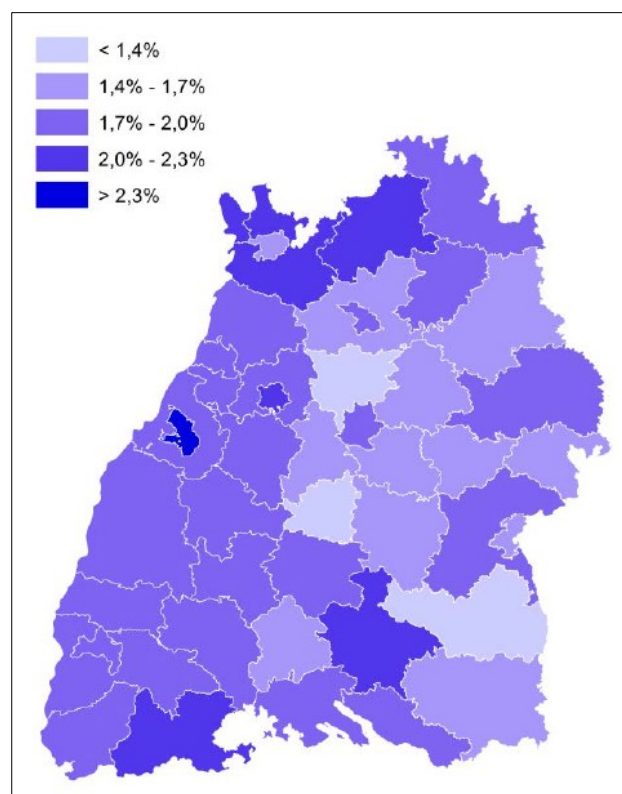 < 1,4%
1,4% - 1,7%
1,7% - 2,0%
2,0% - 2,3%
> 2,3%